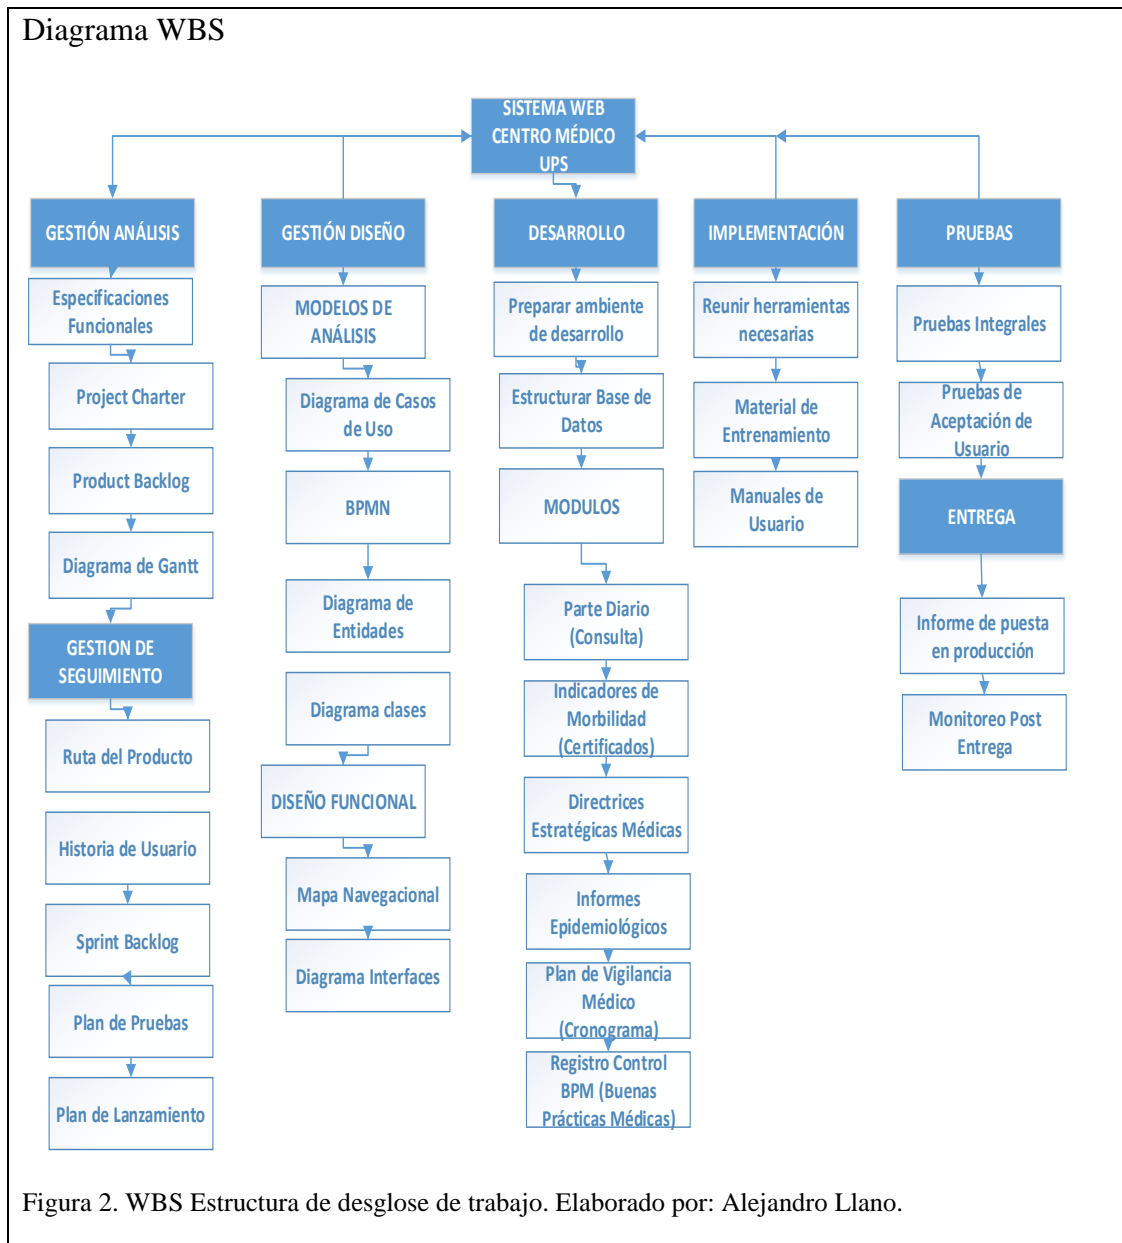 Diagrama WBS
SISTEMA WEB
CENTRO MÉDICO
UPS
GESTIÓN ANÁLISIS
Especificaciones
Funcionales
Project Charter
Product Backlog
Diagrama de Gantt
GESTION DE
SEGUIMIENTO
Ruta del Producto
Historia de Usuario
Sprint Backlog
Plan de Pruebas
Plan de Lanzamiento
GESTIÓN DISEÑO
MODELOS DE
ANÁLISIS
Diagrama de Casos
de Uso
BPMN
Diagrama de
Entidades
Diagrama clases
DISEÑO FUNCIONAL
Mapa Navegacional
Diagrama Interfaces
DESARROLLO
Preparar ambiente
de desarrollo
Estructurar Base de
Datos
MODULOS
Parte Diario
(Consulta)
Indicadores de
Morbilidad
(Certificados)
Directrices
Estratégicas Médicas
Informes
Epidemiológicos
Plan de Vigilancia
Médico
(Cronograma)
Registro Control
BPM (Buenas
Prácticas Médicas)
IMPLEMENTACIÓN
Reunir herramientas
necesarias
Material de
Entrenamiento
Manuales de
Usuario
PRUEBAS
Pruebas Integrales
Pruebas de
Aceptación de
Usuario
ENTREGA
Informe de puesta
en producción
Monitoreo Post
Entrega
Figura 2. WBS Estructura de desglose de trabajo. Elaborado por: Alejandro Llano.